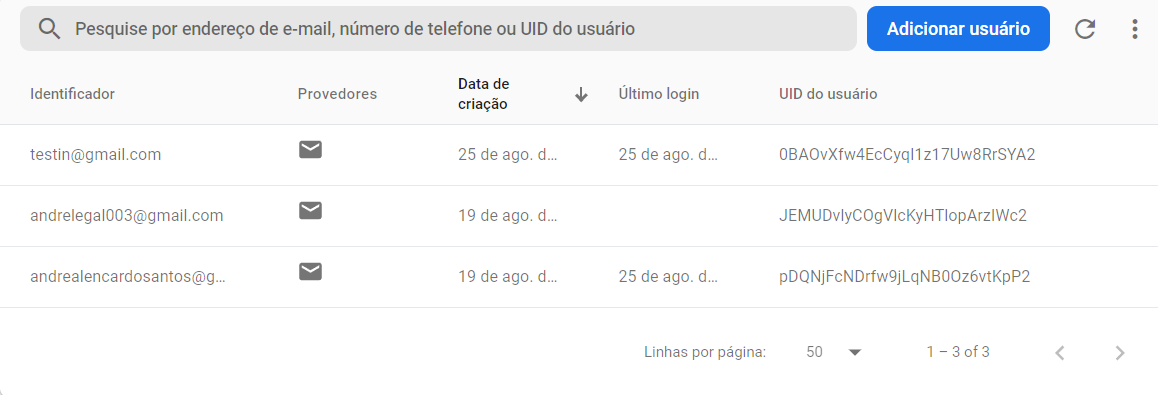 Pesquise por endereço de e-mail, número de telefone ou UID do usuário
Adicionar usuário
Identificador Provedores Data de criação Último login UID do usuário
testin@gmail.com 25 de ago. d... 25 de ago. d... 0BAOvXfw4EcCyqI1z17Uw8RrSYA2
andrelegal003@gmail.com 19 de ago. d... JEMUDvIyCOgVIcKyHTIopArzIWc2
andrealencardosantos@g... 19 de ago. d... 25 de ago. d... pDQNjFcNDrfw9jLqNB0Oz6vtKpP2
Linhas por página: 50 1 – 3 of 3